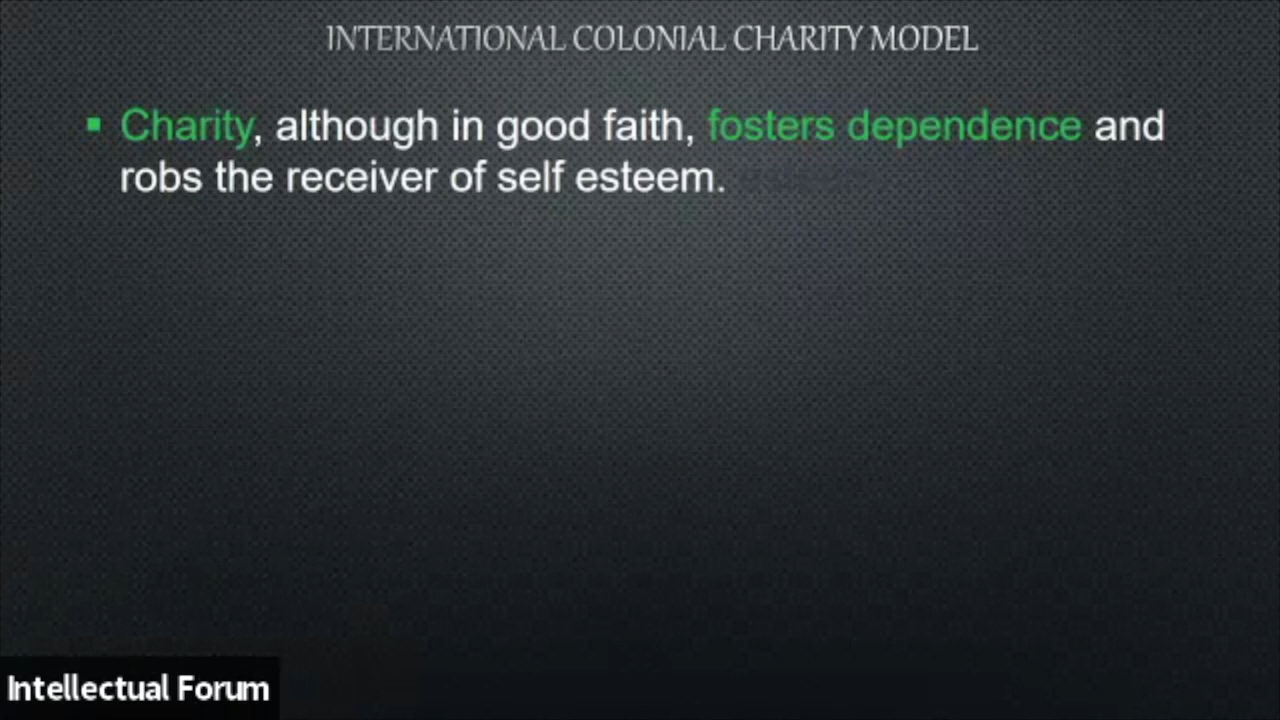 INTERNATIONAL COLONIAL CHARITY MODEL
▪ Charity, although in good faith, fosters dependence and
robs the receiver of self esteem.
Intellectual Forum